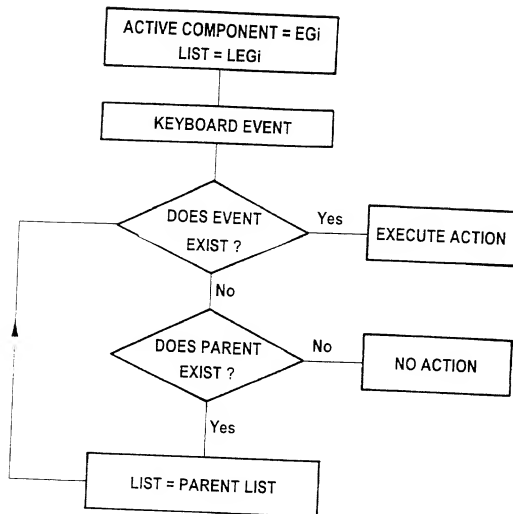 ACTIVE COMPONENT = EGi
LIST = LEGi
KEYBOARD EVENT
DOES EVENT
EXIST ?
Yes
EXECUTE ACTION
No
DOES PARENT
EXIST ?
No
NO ACTION
Yes
LIST = PARENT LIST